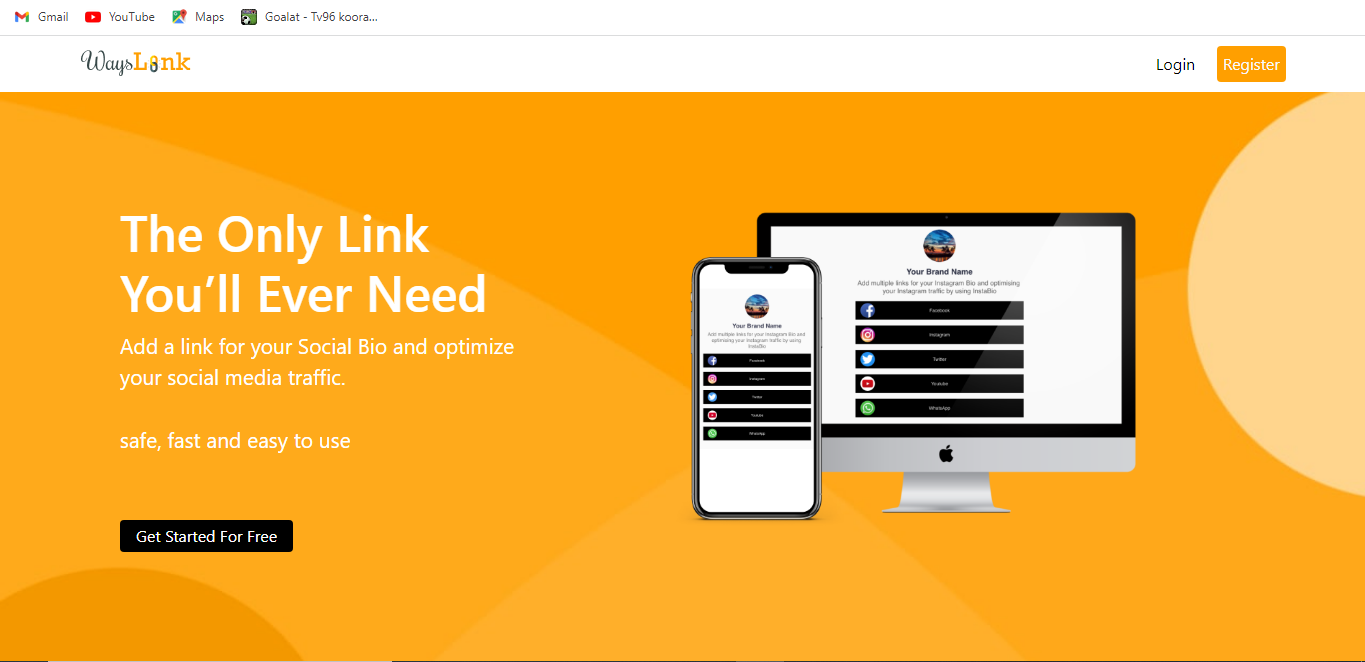 Gmail YouTube Maps Goalat - Tv96 koora...
WaysLink Login Register
The Only Link
You’ll Ever Need
Add a link for your Social Bio and optimize
your social media traffic.
safe, fast and easy to use
Get Started For Free
Your Brand Name
Add multiple links for your Instagram Bio and
optimising your Instagram traffic by using
InstaBio
Facebook
Instagram
Twitter
Youtube
WhatsApp
Your Brand Name
Add multiple links for your Instagram Bio and optimising
your Instagram traffic by using InstaBio
Facebook
Instagram
Twitter
Youtube
WhatsApp